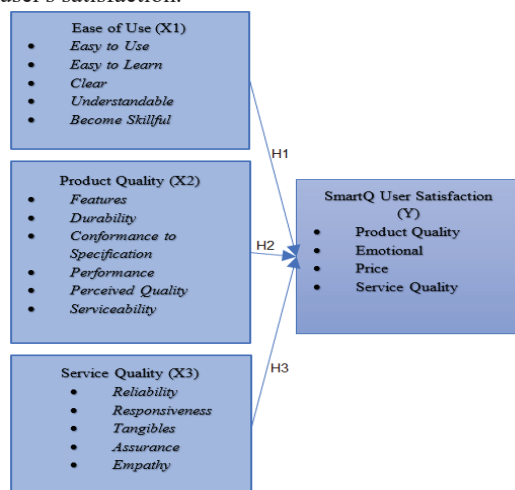 user's satisfaction.
Ease of Use (X1)
• Easy to Use
• Easy to Learn
• Clear
• Understandable
• Become Skillful
H1
Product Quality (X2)
• Features
• Durability
• Conformance to
Specification
• Performance
• Perceived Quality
• Serviceability
H2
SmartQ User Satisfaction
(Y)
• Product Quality
• Emotional
• Price
• Service Quality
H3
Service Quality (X3)
• Reliability
• Responsiveness
• Tangibles
• Assurance
• Empathy